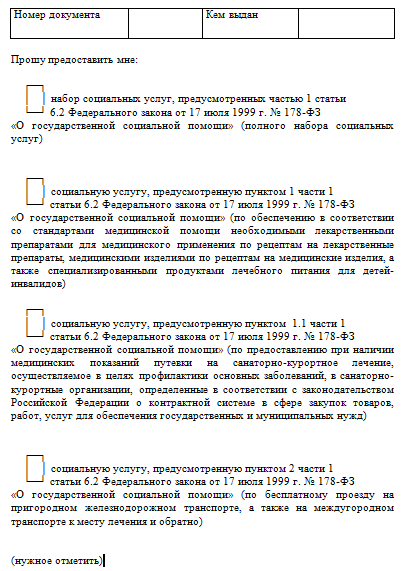 Номер документа Кем выдан
Прошу предоставить мне:
набор социальных услуг, предусмотренных частью 1 статьи
6.2 Федерального закона от 17 июля 1999 г. № 178-ФЗ
«О государственной социальной помощи» (полного набора социальных
услуг)
социальную услугу, предусмотренную пунктом 1 части 1
статьи 6.2 Федерального закона от 17 июля 1999 г. № 178-ФЗ
«О государственной социальной помощи» (по обеспечению в соответствии
со стандартами медицинской помощи необходимыми лекарственными
препаратами для медицинского применения по рецептам на лекарственные
препараты, медицинскими изделиями по рецептам на медицинские изделия, а
также специализированными продуктами лечебного питания для детей-
инвалидов)
социальную услугу, предусмотренную пунктом 1.1 части 1
статьи 6.2 Федерального закона от 17 июля 1999 г. № 178-ФЗ
«О государственной социальной помощи» (по предоставлению при наличии
медицинских показаний путевки на санаторно-курортное лечение,
осуществляемое в целях профилактики основных заболеваний, в санаторно-
курортные организации, определенные в соответствии с законодательством
Российской Федерации о контрактной системе в сфере закупок товаров,
работ, услуг для обеспечения государственных и муниципальных нужд)
социальную услугу, предусмотренную пунктом 2 части 1
статьи 6.2 Федерального закона от 17 июля 1999 г. № 178-ФЗ
«О государственной социальной помощи» (по бесплатному проезду на
пригородном железнодорожном транспорте, а также на междугородном
транспорте к месту лечения и обратно)
(нужное отметить)